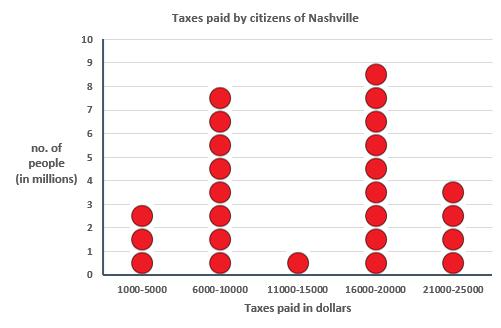 Taxes paid by citizens of Nashville
10
9
8
7
6
5
4
3
2
1
0
no. of
people
(in millions)
1000-5000 6000-10000 11000-15000 16000-20000 21000-25000
Taxes paid in dollars